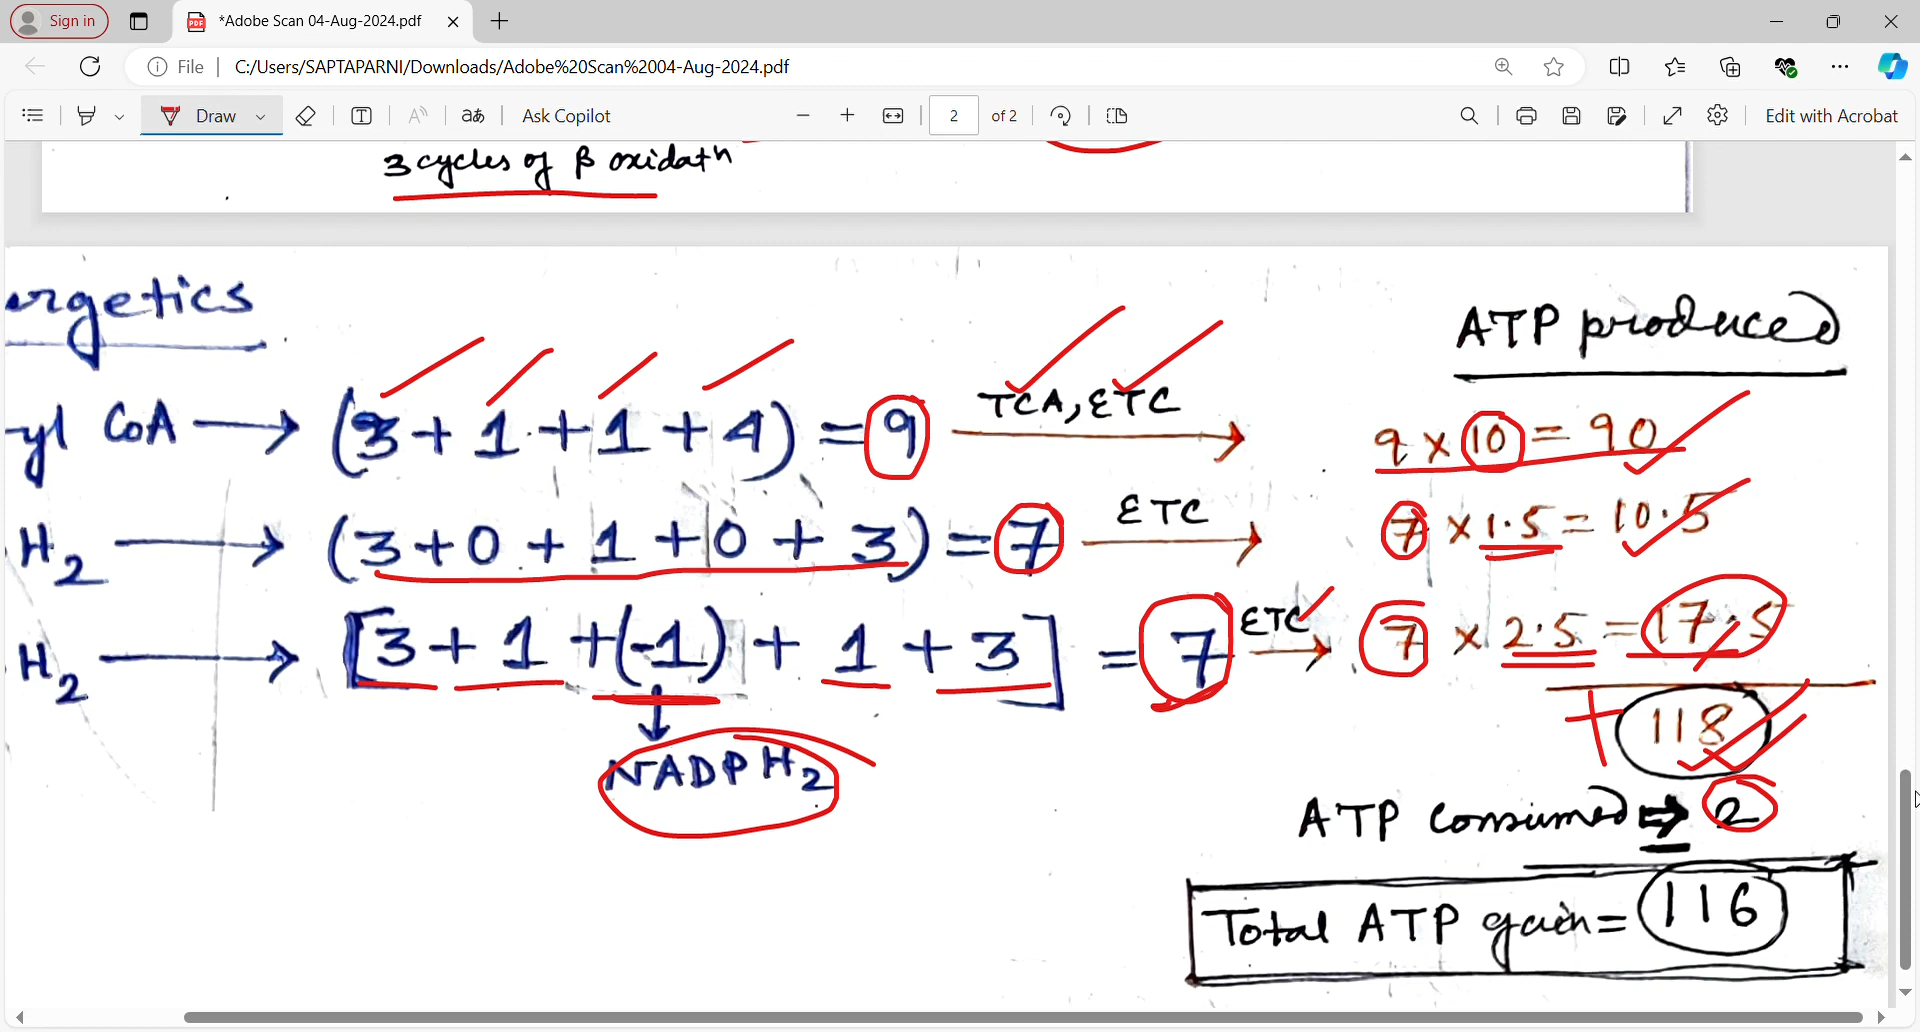 Sign in
*Adobe Scan 04-Aug-2024.pdf
File
C:/Users/SAPTAPARNI/Downloads/Adobe%20Scan%2004-Aug-2024.pdf
Draw
aあ
Ask Copilot
2 of 2
Edit with Acrobat
3 cycles of β oxidatn
ergetics
ATP produced
yl CoA → (3+1+1+4) = 9 TCA, ETC → 9 x 10 = 90
H2 → (3+0+1+0+3) = 7 ETC → 7 x 1.5 = 10.5
H2 → [3+1+(-1)+1+3] = 7 ETC → 7 x 2.5 = 17.5
↓
NADPH2
+ 118
ATP consumed ⇒ 2
Total ATP gain = 116